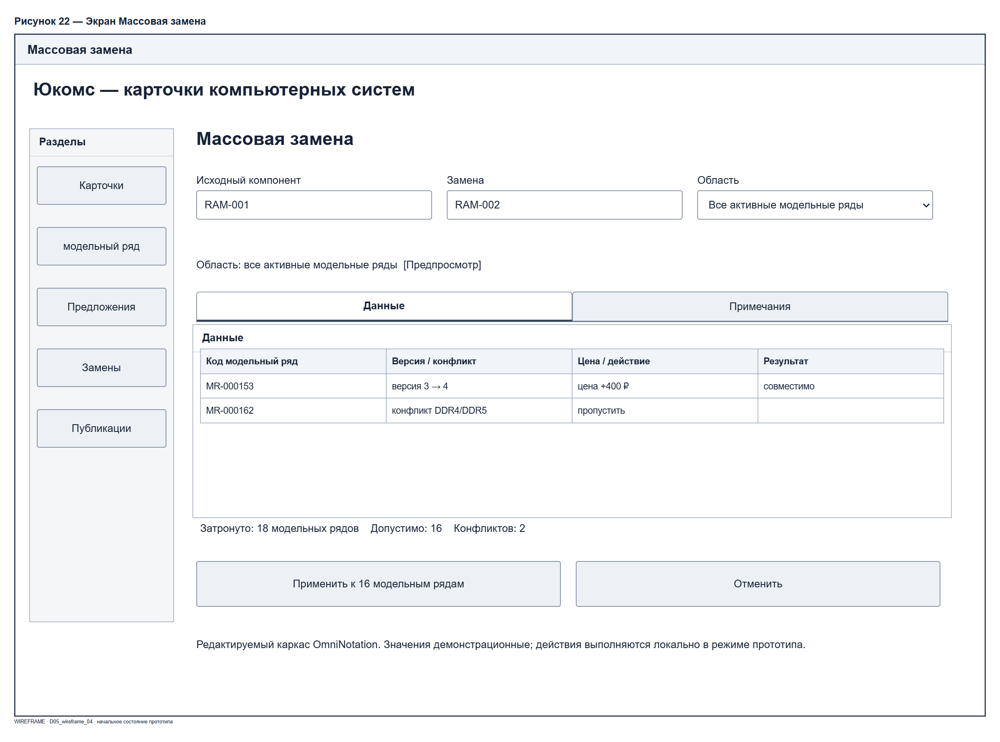 Рисунок 22 — Экран Массовая замена
Массовая замена
Юкомс — карточки компьютерных систем
Разделы
Карточки
модельный ряд
Предложения
Замены
Публикации
Массовая замена
Исходный компонент Замена Область
RAM-001 RAM-002 Все активные модельные ряды
Область: все активные модельные ряды [Предпросмотр]
Данные Примечания
Данные
Код модельный ряд Версия / конфликт Цена / действие Результат
MR-000153 версия 3 → 4 цена +400 ₽ совместимо
MR-000162 конфликт DDR4/DDR5 пропустить
Затронуто: 18 модельных рядов Допустимо: 16 Конфликтов: 2
Применить к 16 модельным рядам Отменить
Редактируемый каркас OmniNotation. Значения демонстрационные; действия выполняются локально в режиме прототипа.
WIREFRAME · D05_wireframe_04 · начальное состояние прототипа